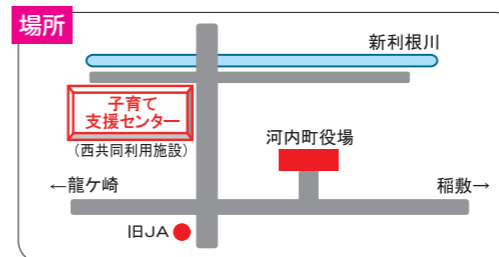 場所
新利根川
子育て
支援センター
(西共同利用施設)
河内町役場
←龍ケ崎
稲敷→
旧JA